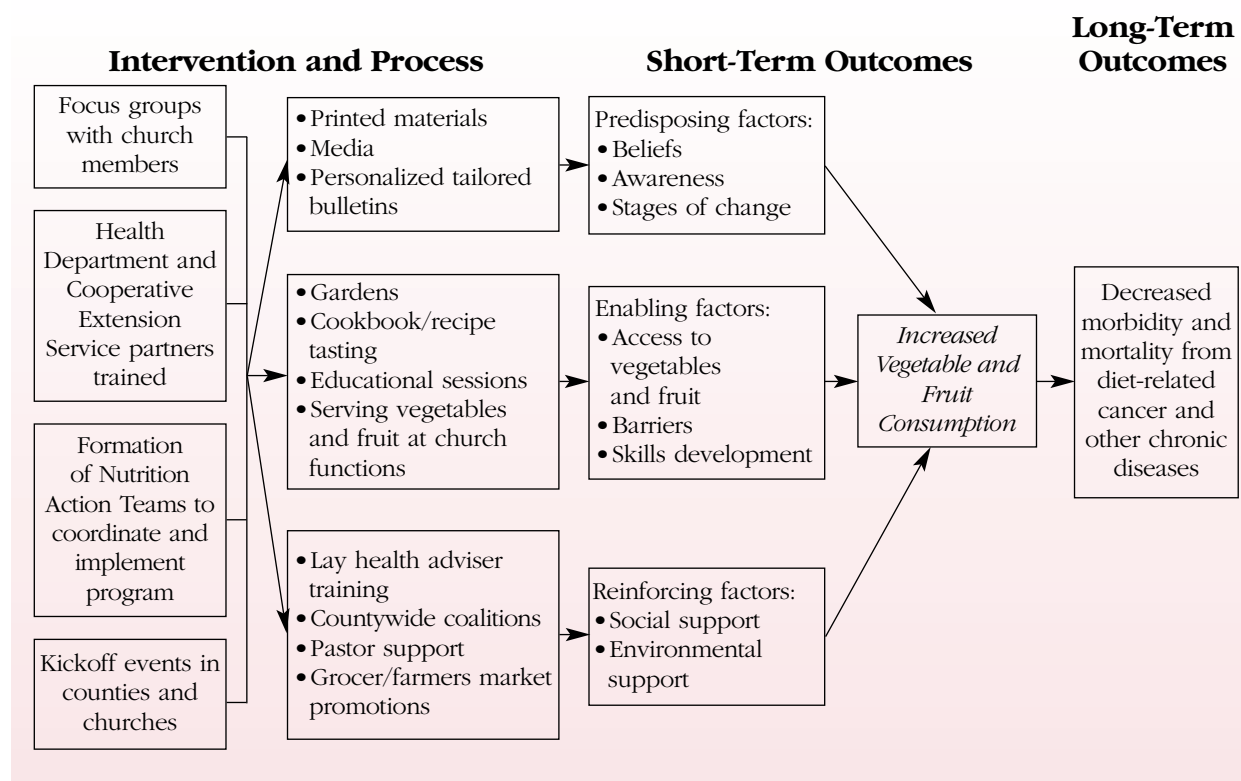 Long-Term
Intervention and Process
Short-Term Outcomes
Outcomes
Focus groups
with church
members
Health
Department and
Cooperative
Extension
Service partners
trained
Formation
of Nutrition
Action Teams to
coordinate and
implement
program
Kickoff events in
counties and
churches
• Printed materials
• Media
• Personalized tailored
bulletins
• Gardens
• Cookbook/recipe
tasting
• Educational sessions
• Serving vegetables
and fruit at church
functions
• Lay health adviser
training
• Countywide coalitions
• Pastor support
• Grocer/farmers market
promotions
Predisposing factors:
• Beliefs
• Awareness
• Stages of change
Enabling factors:
• Access to
vegetables
and fruit
• Barriers
• Skills development
Reinforcing factors:
• Social support
• Environmental
support
Increased
Vegetable and
Fruit
Consumption
Decreased
morbidity and
mortality from
diet-related
cancer and
other chronic
diseases